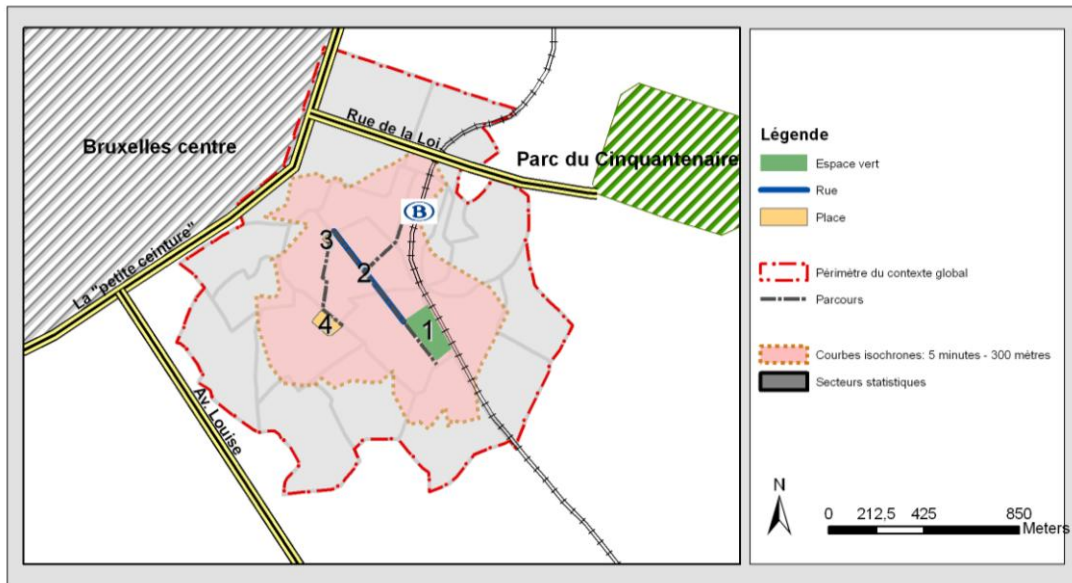 Bruxelles centre
Rue de la Loi
Parc du Cinquantenaire
B
3
2
La "petite ceinture"
4
1
Av. Louise
Légende
Espace vert
Rue
Place
Périmètre du contexte global
Parcours
Courbes isochrones: 5 minutes - 300 mètres
Secteurs statistiques
N
0 212,5 425 850
Meters